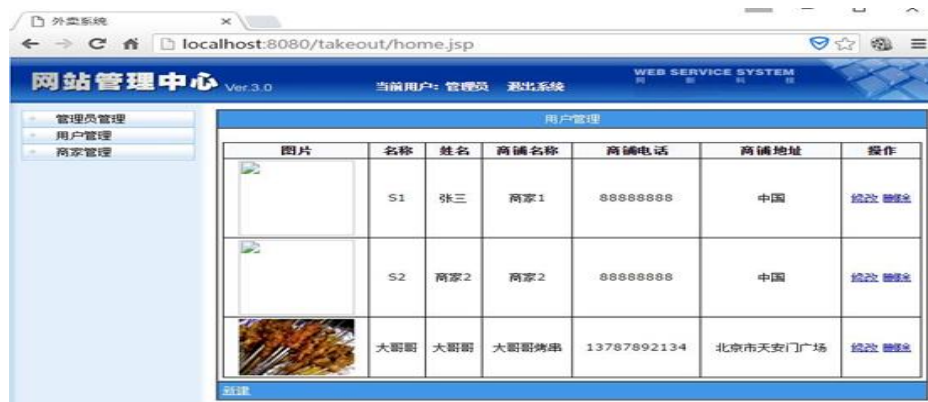 外卖系统
localhost:8080/takeout/home.jsp
网站管理中心 Ver.3.0 当前用户: 管理员 退出系统 WEB SERVICE SYSTEM
管理员管理
用户管理
商家管理
用户管理
图片 名称 姓名 商铺名称 商铺电话 商铺地址 操作
S1 张三 商家1 88888888 中国 修改 删除
S2 商家2 商家2 88888888 中国 修改 删除
大哥哥 大哥哥 大哥哥烤串 13787892134 北京市天安门广场 修改 删除
新建